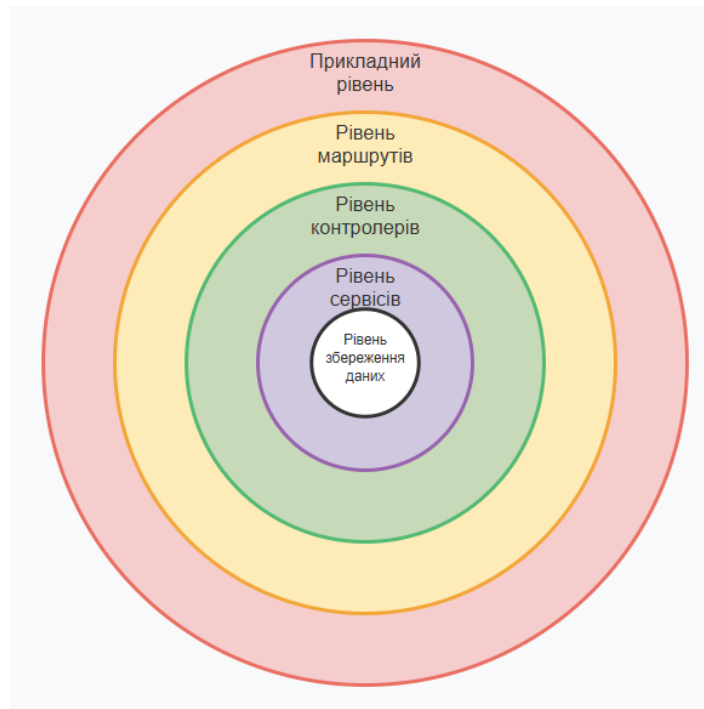 Прикладний
рівень
Рівень
маршрутів
Рівень
контролерів
Рівень
сервісів
Рівень
збереження
даних